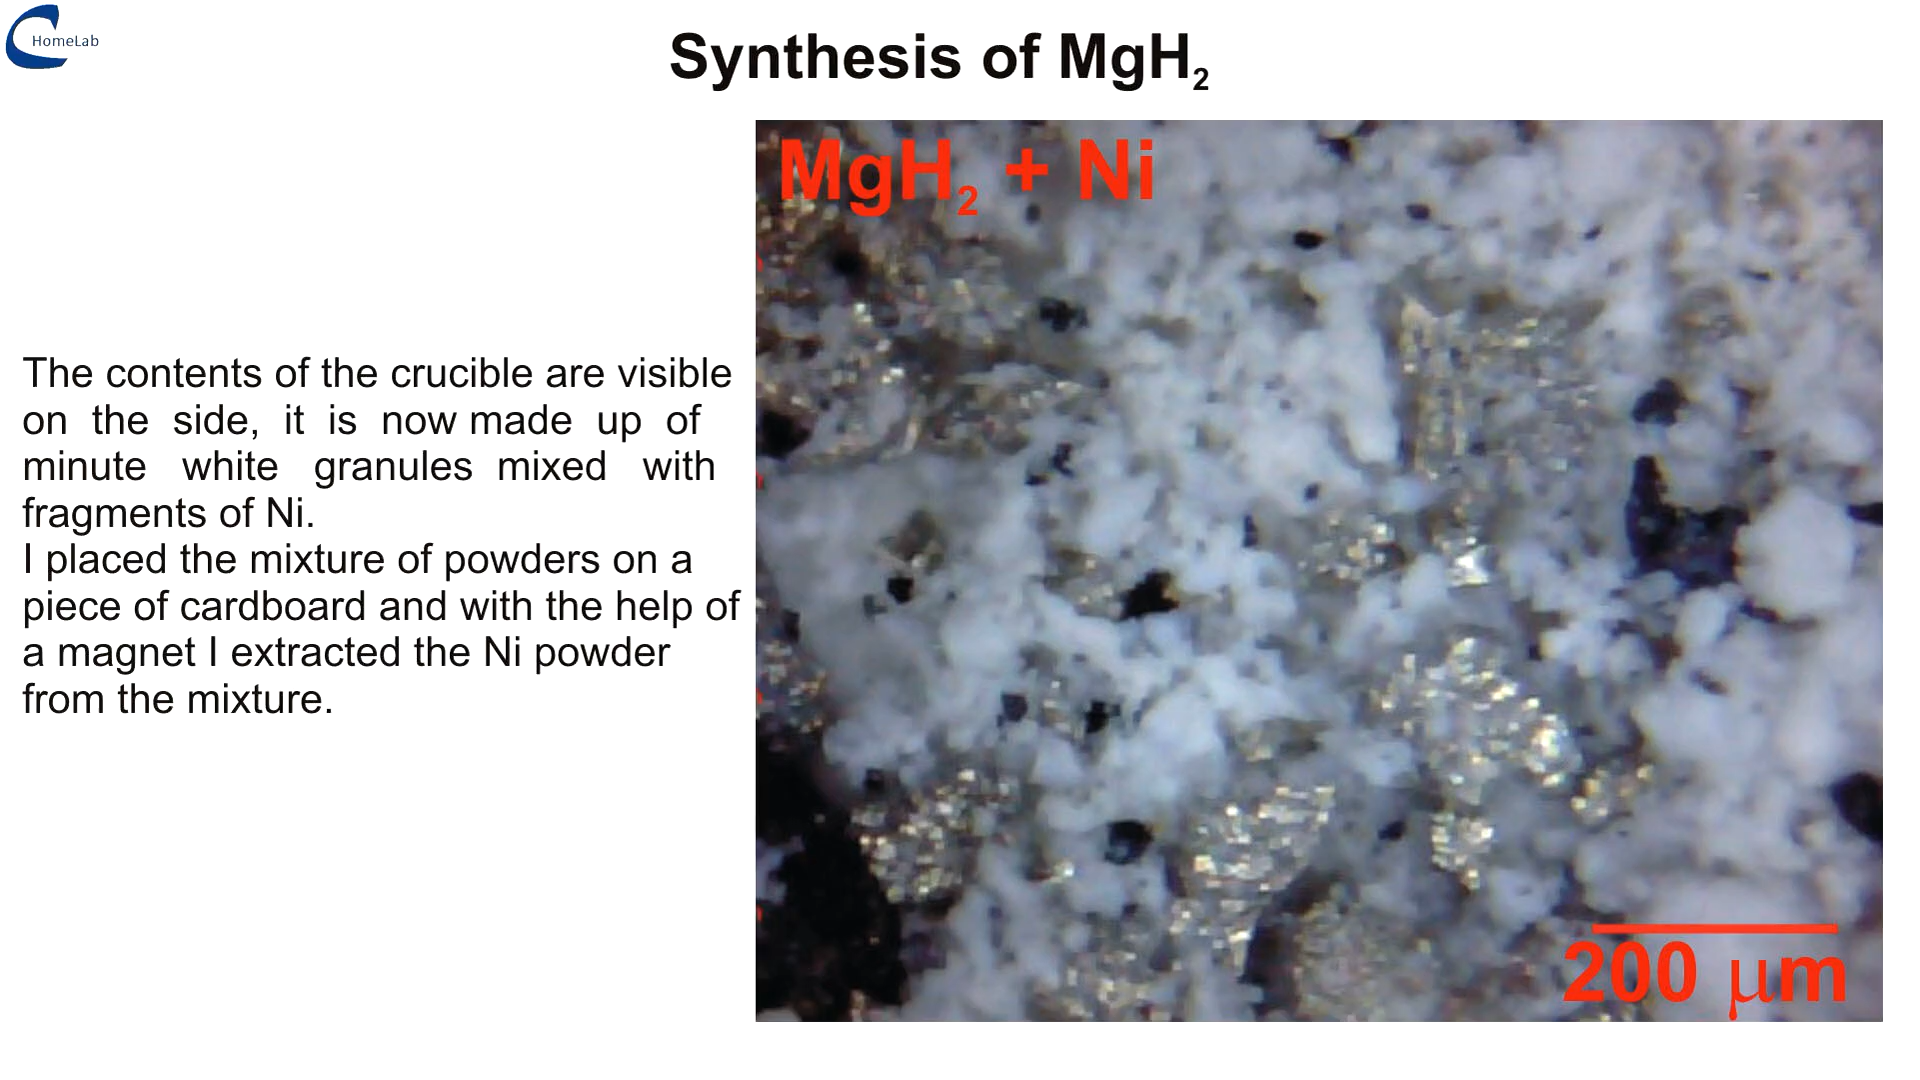 HomeLab
Synthesis of MgH₂
MgH₂ + Ni
The contents of the crucible are visible
on the side, it is now made up of
minute white granules mixed with
fragments of Ni.
I placed the mixture of powders on a
piece of cardboard and with the help of
a magnet I extracted the Ni powder
from the mixture.
200 µm